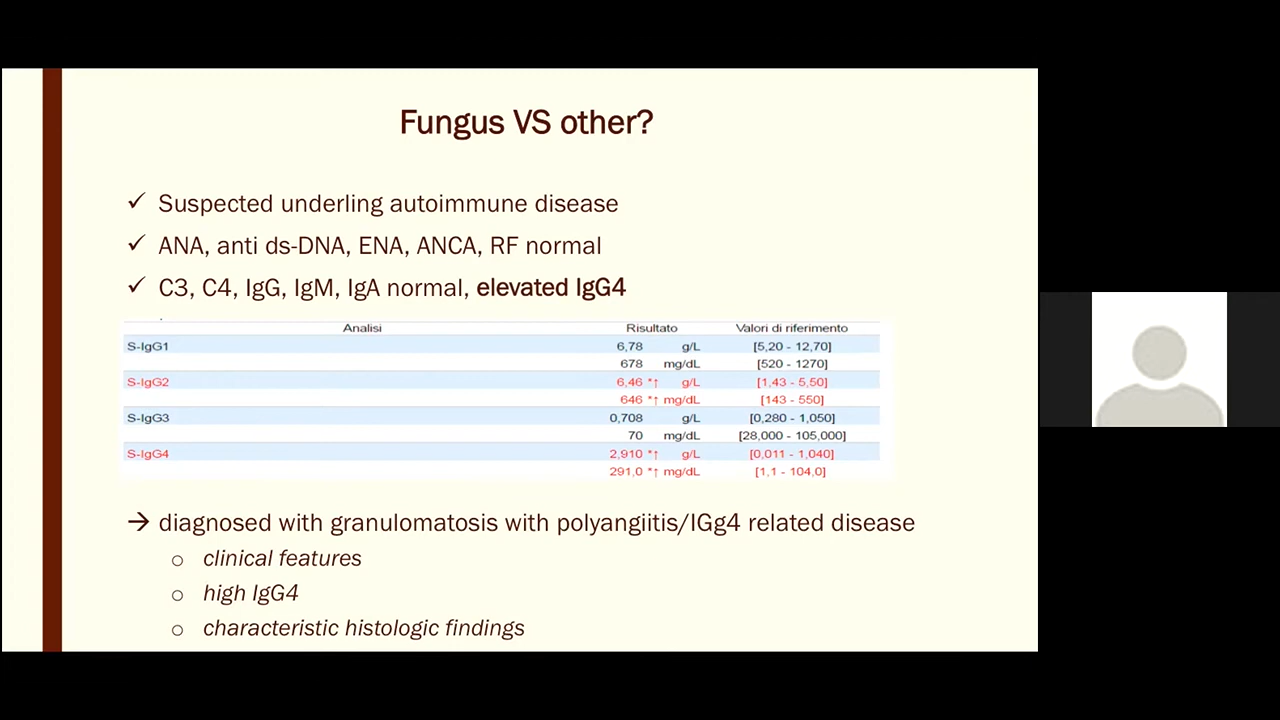 Fungus VS other?
✓ Suspected underling autoimmune disease
✓ ANA, anti ds-DNA, ENA, ANCA, RF normal
✓ C3, C4, IgG, IgM, IgA normal, elevated IgG4
Analisi Risultato Valori di riferimento
S-IgG1 6,78 g/L [5,20 - 12,70]
678 mg/dL [520 - 1270]
S-IgG2 6,46 *↑ g/L [1,43 - 5,50]
646 *↑ mg/dL [143 - 550]
S-IgG3 0,708 g/L [0,280 - 1,050]
70 mg/dL [28,000 - 105,000]
S-IgG4 2,910 *↑ g/L [0,011 - 1,040]
291,0 *↑ mg/dL [1,1 - 104,0]
→ diagnosed with granulomatosis with polyangiitis/IGg4 related disease
o clinical features
o high IgG4
o characteristic histologic findings